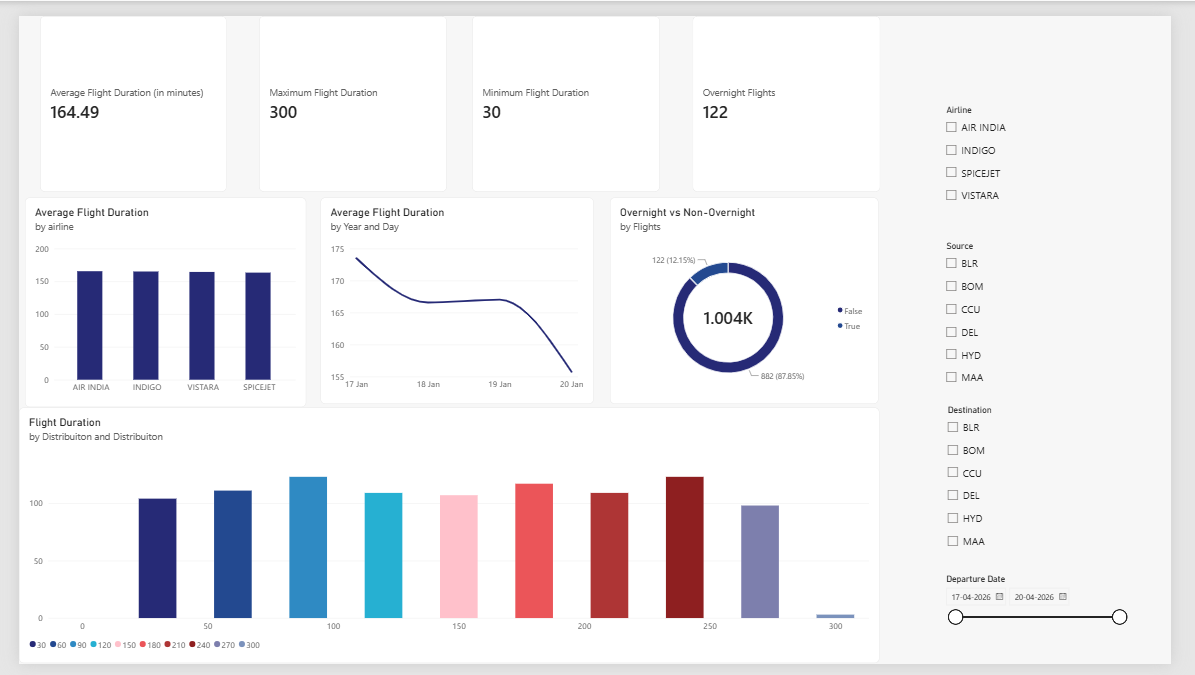 Average Flight Duration (in minutes)
164.49
Maximum Flight Duration
300
Minimum Flight Duration
30
Overnight Flights
122
Average Flight Duration
by airline
200
150
100
50
0
AIR INDIA INDIGO VISTARA SPICEJET
Average Flight Duration
by Year and Day
175
170
165
160
155
17 Jan 18 Jan 19 Jan 20 Jan
Overnight vs Non-Overnight
by Flights
122 (12.15%)
1.004K
882 (87.85%)
False
True
Flight Duration
by Distribuiton and Distribuiton
100
50
0
0 50 100 150 200 250 300
30 60 90 120 150 180 210 240 270 300
Airline
AIR INDIA
INDIGO
SPICEJET
VISTARA
Source
BLR
BOM
CCU
DEL
HYD
MAA
Destination
BLR
BOM
CCU
DEL
HYD
MAA
Departure Date
17-04-2026 20-04-2026